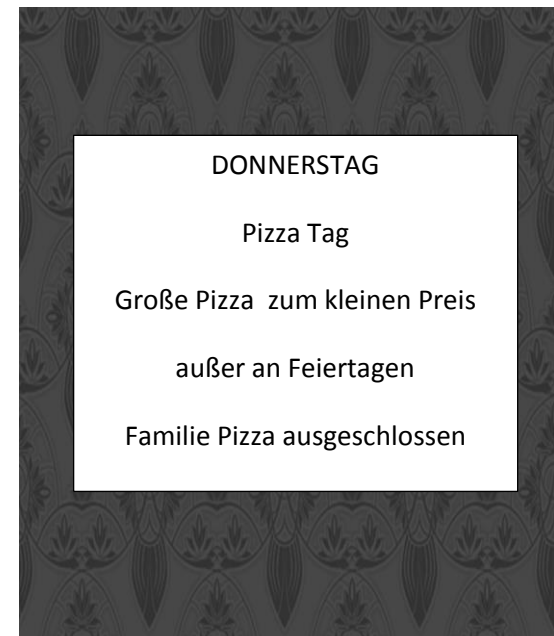 DONNERSTAG
Pizza Tag
Große Pizza  zum kleinen Preis
außer an Feiertagen
Familie Pizza ausgeschlossen